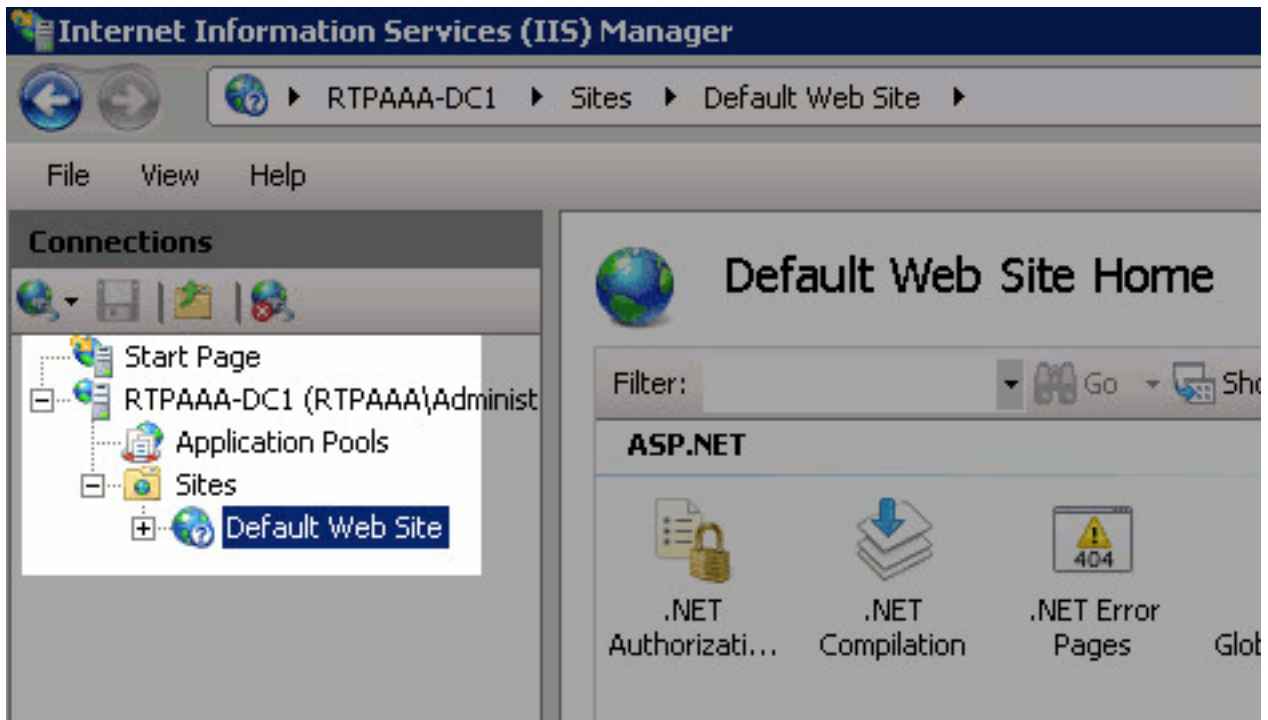 Internet Information Services (IIS) Manager
RTPAAA-DC1 Sites Default Web Site
File View Help
Connections
Start Page
RTPAAA-DC1 (RTPAAA\Administ
Application Pools
Sites
Default Web Site
Default Web Site Home
Filter: Go Sho
ASP.NET
.NET Authorizati...
.NET Compilation
404
.NET Error Pages
Glob